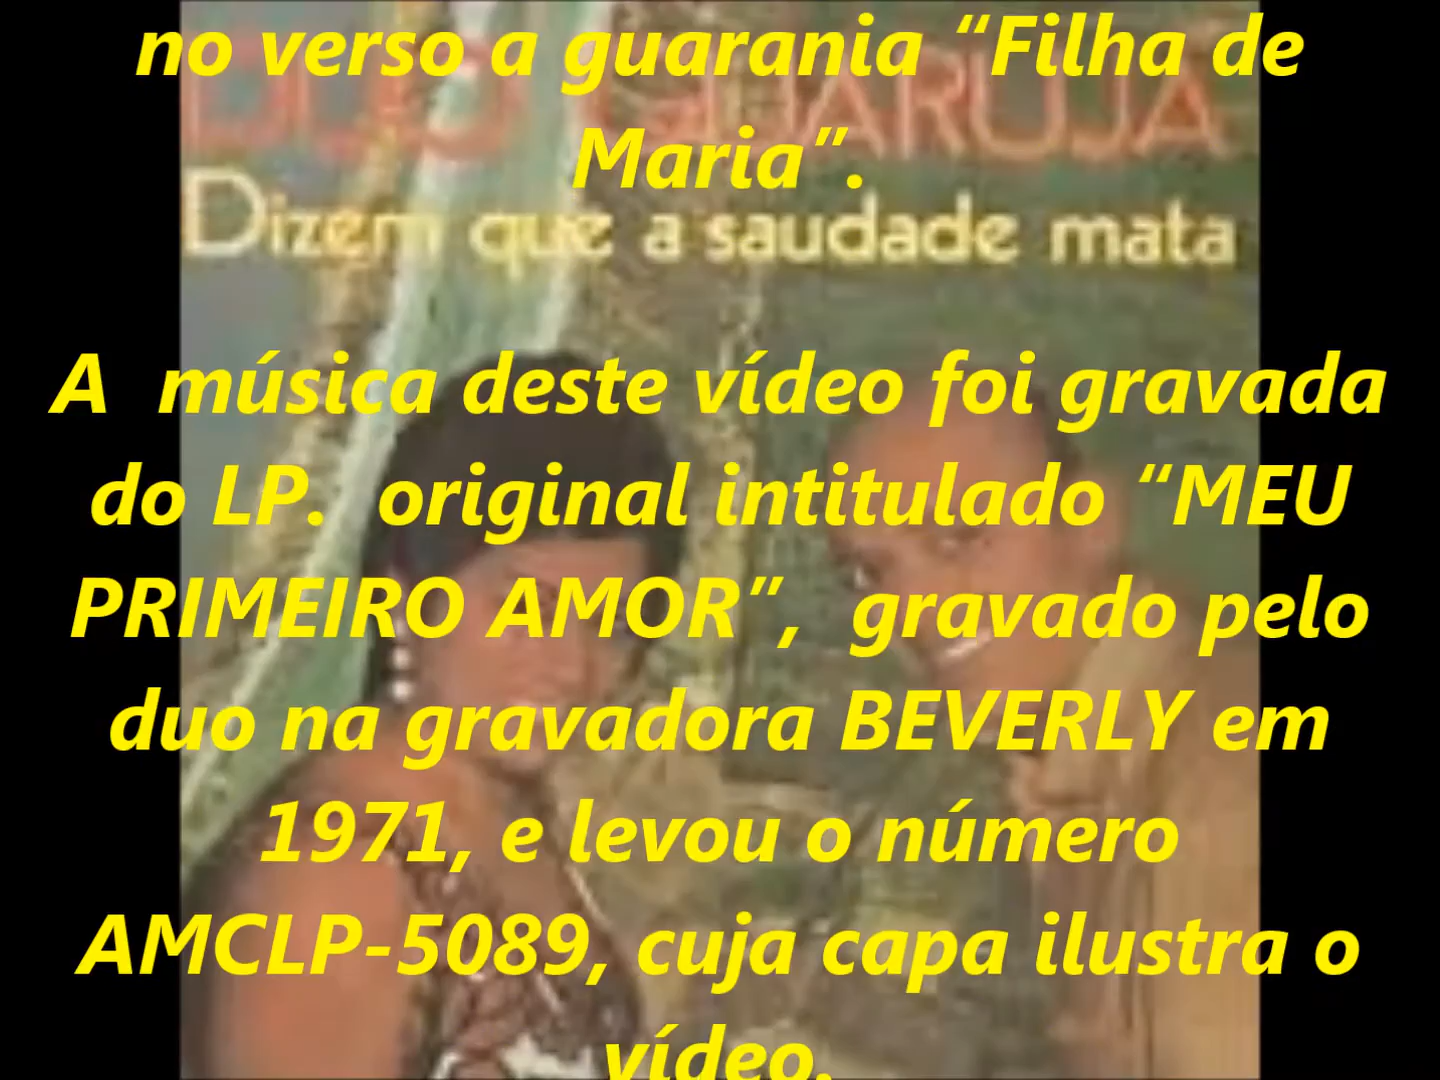 no verso a guarania “Filha de
Maria”.
DUO GUARUJÁ
Dizem que a saudade mata
A música deste vídeo foi gravada
do LP. original intitulado “MEU
PRIMEIRO AMOR”, gravado pelo
duo na gravadora BEVERLY em
1971, e levou o número
AMCLP-5089, cuja capa ilustra o
vídeo.